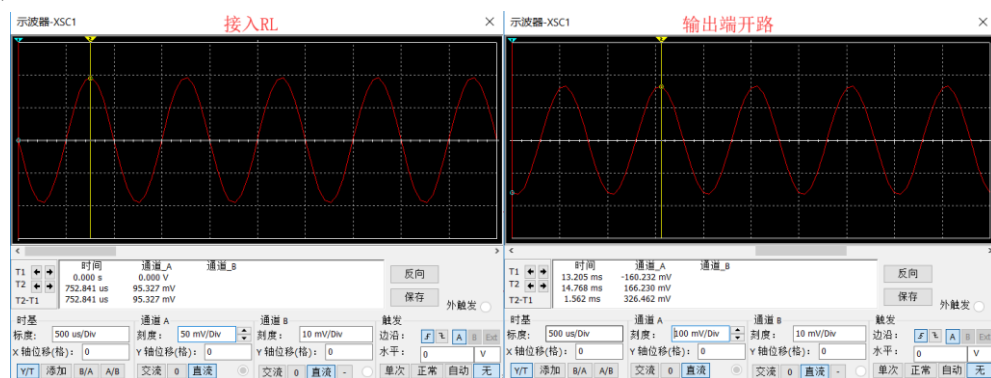 示波器-XSC1
接入RL
时间 通道_A 通道_B
T1 0.000 s 0.000 V
T2 752.841 us 95.327 mV
T2-T1 752.841 us 95.327 mV
反向
保存
外触发
时基 通道 A 通道 B 触发
标度: 500 us/Div 刻度: 50 mV/Div 刻度: 10 mV/Div 边沿: A B Ext
X 轴位移(格): 0 Y 轴位移(格): 0 Y 轴位移(格): 0 水平: 0 V
Y/T 添加 B/A A/B 交流 0 直流 交流 0 直流 - 单次 正常 自动 无
示波器-XSC1
输出端开路
时间 通道_A 通道_B
T1 13.205 ms -160.232 mV
T2 14.768 ms 166.230 mV
T2-T1 1.562 ms 326.462 mV
反向
保存
外触发
时基 通道 A 通道 B 触发
标度: 500 us/Div 刻度: 100 mV/Div 刻度: 10 mV/Div 边沿: A B Ext
X 轴位移(格): 0 Y 轴位移(格): 0 Y 轴位移(格): 0 水平: 0 V
Y/T 添加 B/A A/B 交流 0 直流 交流 0 直流 - 单次 正常 自动 无